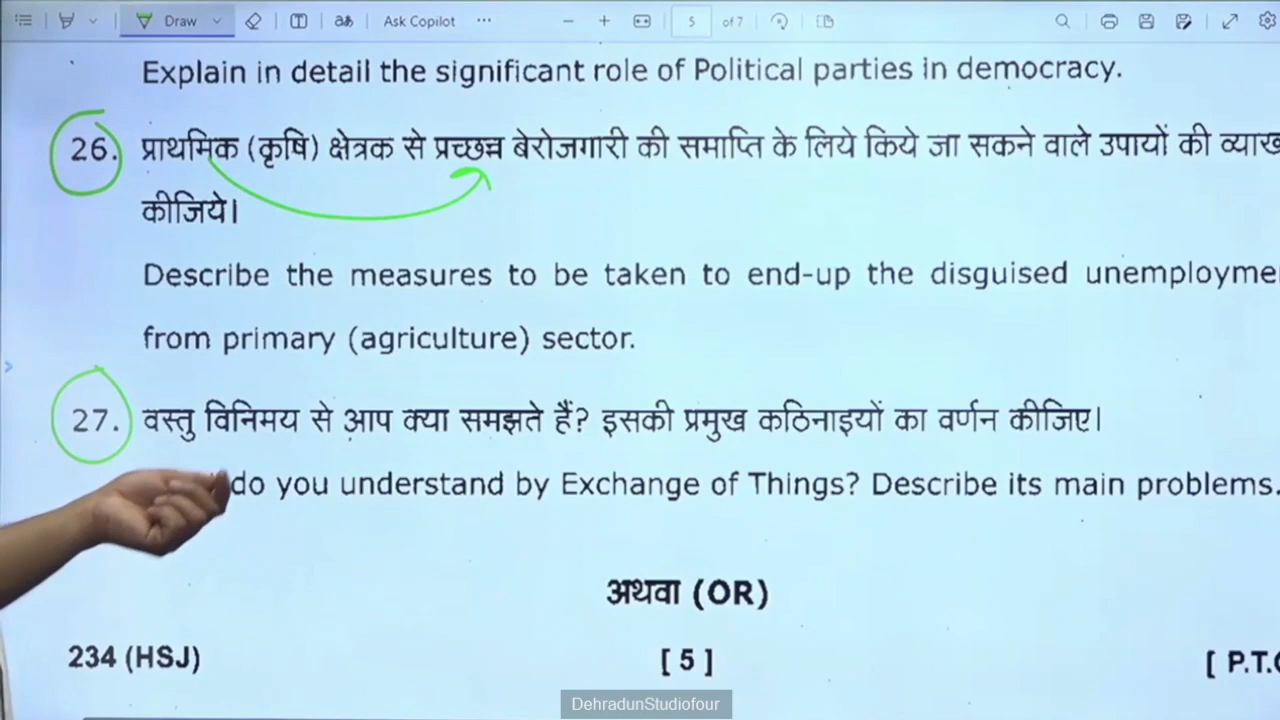 Draw
Ask Copilot
5 of 7
Explain in detail the significant role of Political parties in democracy.
26. प्राथमिक (कृषि) क्षेत्रक से प्रच्छन्न बेरोजगारी की समाप्ति के लिये किये जा सकने वाले उपायों की
कीजिये।
Describe the measures to be taken to end-up the disguised
from primary (agriculture) sector.
27. वस्तु विनिमय से आप क्या समझते हैं? इसकी प्रमुख कठिनाइयों का वर्णन कीजिए।
do you understand by Exchange of Things? Describe its main problems.
अथवा (OR)
234 (HSJ) [ 5 ] [ P.T.
DehradunStudiofour